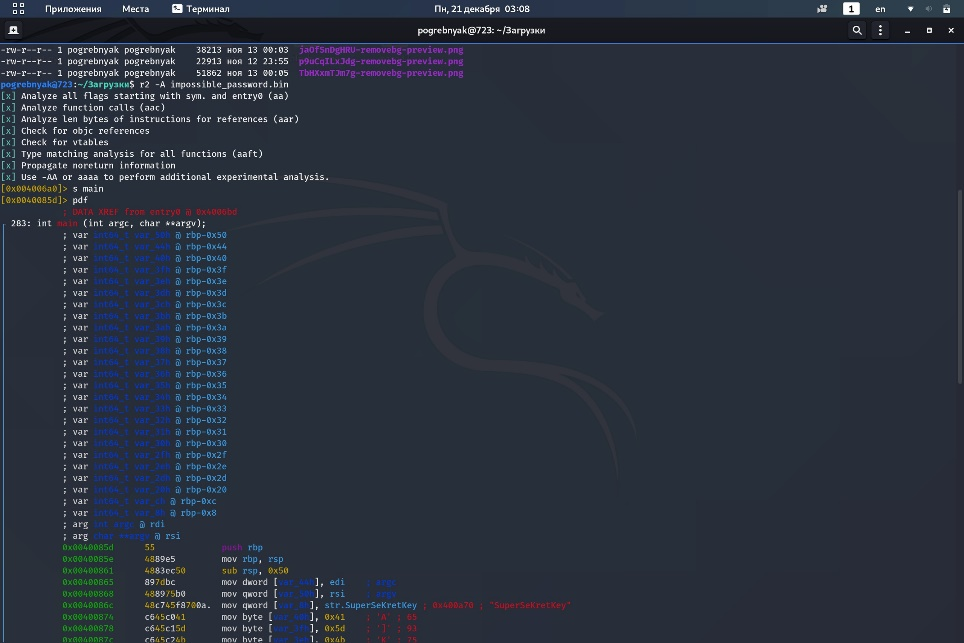 Приложения Места Терминал Пн, 21 декабря 03:08 1 en
pogrebnyak@723: ~/Загрузки
-rw-r--r-- 1 pogrebnyak pogrebnyak 38213 ноя 13 00:03 jaOfSnDgHRU-removebg-preview.png
-rw-r--r-- 1 pogrebnyak pogrebnyak 22913 ноя 12 23:55 p9uCqILxJdg-removebg-preview.png
-rw-r--r-- 1 pogrebnyak pogrebnyak 51862 ноя 13 00:05 TbHXxmTJm7g-removebg-preview.png
pogrebnyak@723:~/Загрузки$ r2 -A impossible_password.bin
[x] Analyze all flags starting with sym. and entry0 (aa)
[x] Analyze function calls (aac)
[x] Analyze len bytes of instructions for references (aar)
[x] Check for objc references
[x] Check for vtables
[x] Type matching analysis for all functions (aaft)
[x] Propagate noreturn information
[x] Use -AA or aaaa to perform additional experimental analysis.
[0x004006a0]> s main
[0x0040085d]> pdf
; DATA XREF from entry0 @ 0x4006bd
283: int main (int argc, char **argv);
; var int64_t var_50h @ rbp-0x50
; var int64_t var_44h @ rbp-0x44
; var int64_t var_40h @ rbp-0x40
; var int64_t var_3fh @ rbp-0x3f
; var int64_t var_3eh @ rbp-0x3e
; var int64_t var_3dh @ rbp-0x3d
; var int64_t var_3ch @ rbp-0x3c
; var int64_t var_3bh @ rbp-0x3b
; var int64_t var_3ah @ rbp-0x3a
; var int64_t var_39h @ rbp-0x39
; var int64_t var_38h @ rbp-0x38
; var int64_t var_37h @ rbp-0x37
; var int64_t var_36h @ rbp-0x36
; var int64_t var_35h @ rbp-0x35
; var int64_t var_34h @ rbp-0x34
; var int64_t var_33h @ rbp-0x33
; var int64_t var_32h @ rbp-0x32
; var int64_t var_31h @ rbp-0x31
; var int64_t var_30h @ rbp-0x30
; var int64_t var_2fh @ rbp-0x2f
; var int64_t var_2eh @ rbp-0x2e
; var int64_t var_2dh @ rbp-0x2d
; var int64_t var_20h @ rbp-0x20
; var int64_t var_ch @ rbp-0xc
; var int64_t var_8h @ rbp-0x8
; arg int argc @ rdi
; arg char **argv @ rsi
0x0040085d 55 push rbp
0x0040085e 4889e5 mov rbp, rsp
0x00400861 4883ec50 sub rsp, 0x50
0x00400865 897dbc mov dword [var_44h], edi ; argc
0x00400868 488975b0 mov qword [var_50h], rsi ; argv
0x0040086c 48c745f8700a. mov qword [var_8h], str.SuperSeKretKey ; 0x400a70 ; "SuperSeKretKey"
0x00400874 c645c041 mov byte [var_40h], 0x41 ; 'A' ; 65
0x00400878 c645c15d mov byte [var_3fh], 0x5d ; ']' ; 93
0x0040087c c645c24b mov byte [var_3eh], 0x4b ; 'K' ; 75